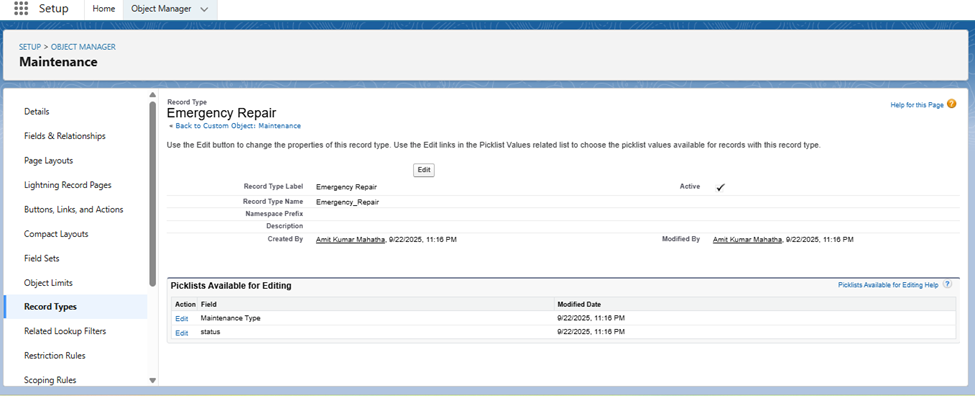 Setup Home Object Manager
SETUP > OBJECT MANAGER
Maintenance
Details
Fields & Relationships
Page Layouts
Lightning Record Pages
Buttons, Links, and Actions
Compact Layouts
Field Sets
Object Limits
Record Types
Related Lookup Filters
Restriction Rules
Scoping Rules
Record Type
Emergency Repair
Help for this Page ?
« Back to Custom Object: Maintenance
Use the Edit button to change the properties of this record type. Use the Edit links in the Picklist Values related list to choose the picklist values available for records with this record type.
Edit
Record Type Label Emergency Repair Active ✓
Record Type Name Emergency_Repair
Namespace Prefix
Description
Created By Amit Kumar Mahatha, 9/22/2025, 11:16 PM Modified By Amit Kumar Mahatha, 9/22/2025, 11:16 PM
Picklists Available for Editing Picklists Available for Editing Help ?
Action Field Modified Date
Edit Maintenance Type 9/22/2025, 11:16 PM
Edit status 9/22/2025, 11:16 PM